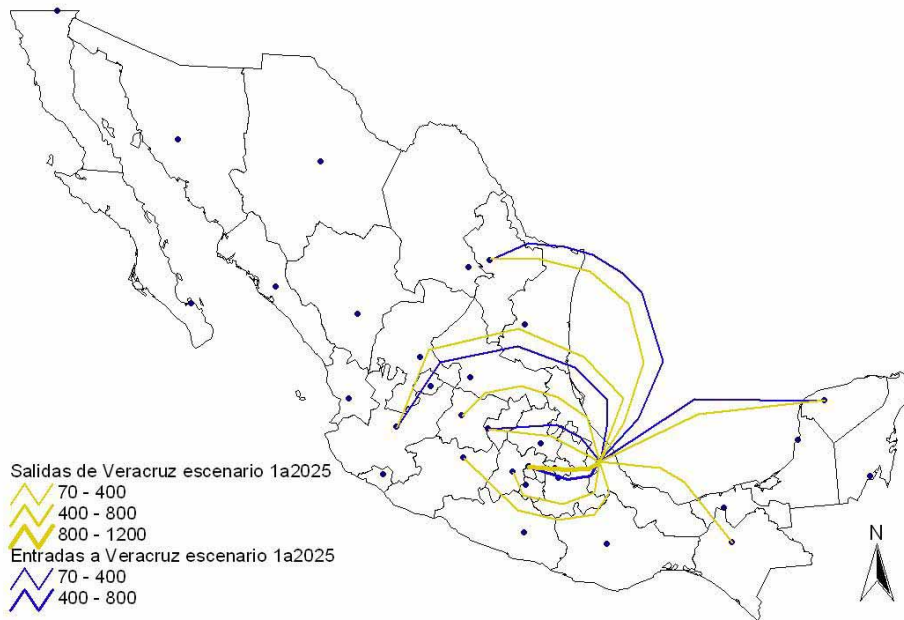 Salidas de Veracruz escenario 1a2025
70 - 400
400 - 800
800 - 1200
Entradas a Veracruz escenario 1a2025
70 - 400
400 - 800
N